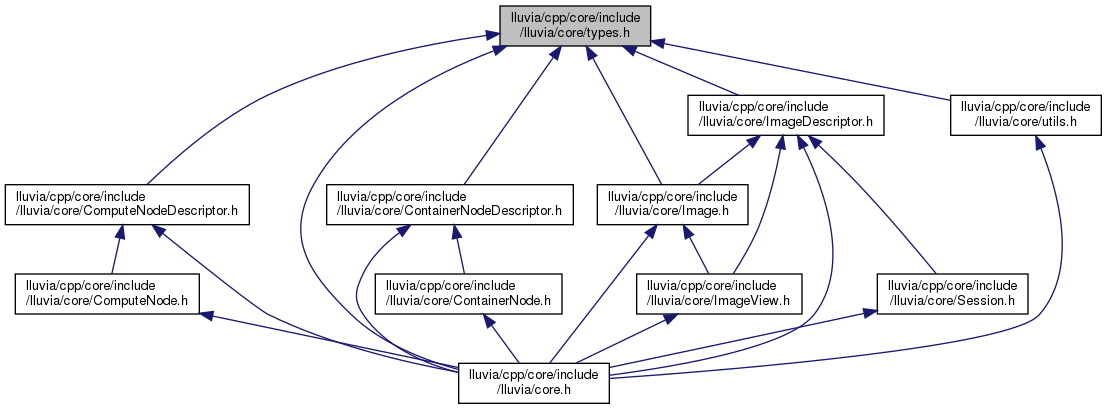 lluvia/cpp/core/include
/lluvia/core/types.h
lluvia/cpp/core/include
/lluvia/core/ImageDescriptor.h
lluvia/cpp/core/include
/lluvia/core/utils.h
lluvia/cpp/core/include
/lluvia/core/ComputeNodeDescriptor.h
lluvia/cpp/core/include
/lluvia/core/ContainerNodeDescriptor.h
lluvia/cpp/core/include
/lluvia/core/Image.h
lluvia/cpp/core/include
/lluvia/core/ComputeNode.h
lluvia/cpp/core/include
/lluvia/core/ContainerNode.h
lluvia/cpp/core/include
/lluvia/core/ImageView.h
lluvia/cpp/core/include
/lluvia/core/Session.h
lluvia/cpp/core/include
/lluvia/core.h